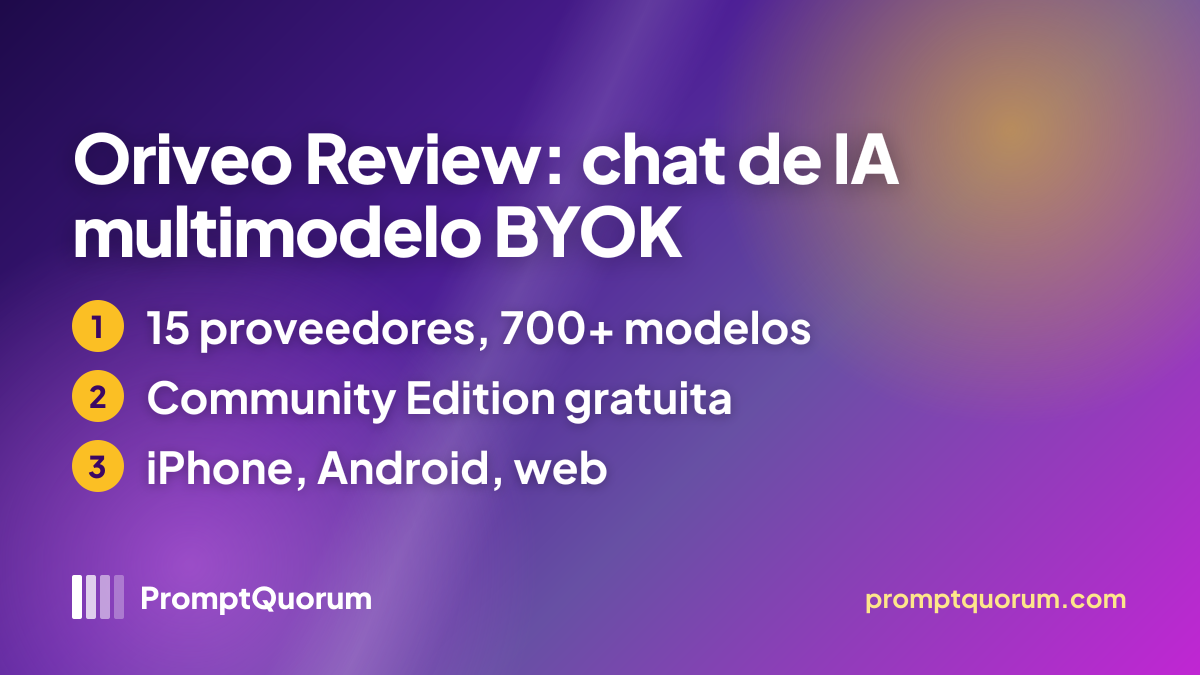 Oriveo Review: chat de IA
multimodelo BYOK
1 15 proveedores, 700+ modelos
2 Community Edition gratuita
3 iPhone, Android, web
PromptQuorum
promptquorum.com